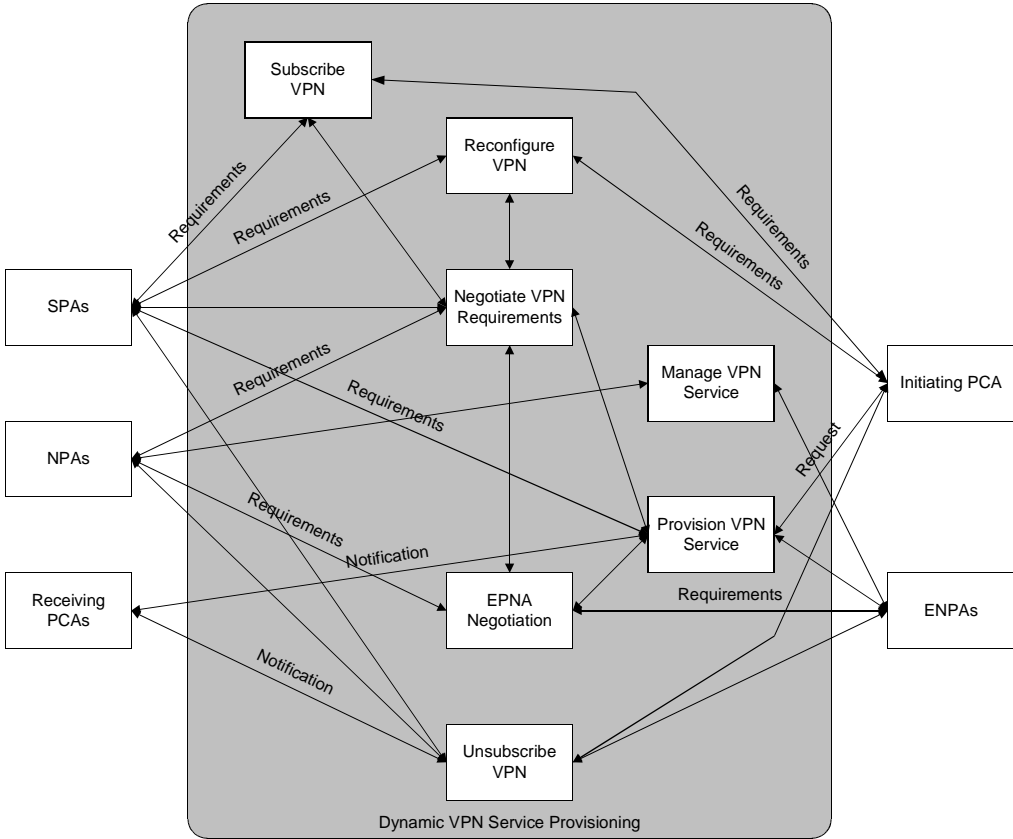 Subscribe
VPN
Reconfigure
VPN
Requirements
Requirements
Requirements
Requirements
SPAs
Negotiate VPN
Requirements
Requirements
Manage VPN
Service
Initiating PCA
Requirements
NPAs
Request
Requirements
Provision VPN
Service
Notification
Receiving
PCAs
EPNA
Negotiation
Requirements
ENPAs
Notification
Unsubscribe
VPN
Dynamic VPN Service Provisioning